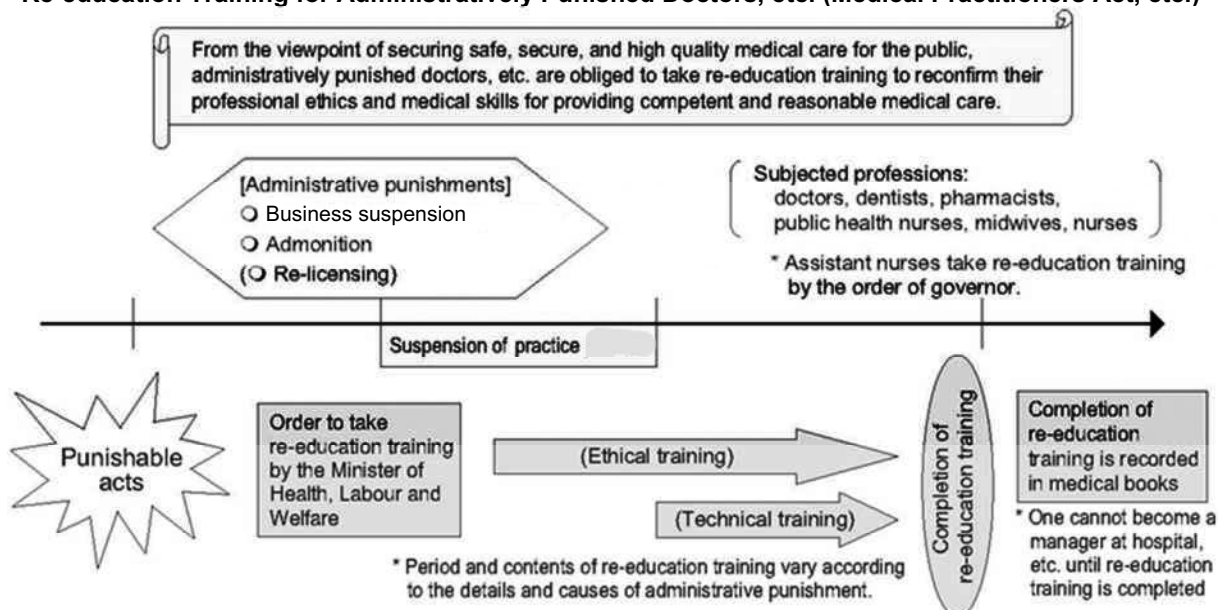 Re-education Training for Administratively Punished Doctors, etc. (Medical Practitioners Act, etc.)
From the viewpoint of securing safe, secure, and high quality medical care for the public,
administratively punished doctors, etc. are obliged to take re-education training to reconfirm their
professional ethics and medical skills for providing competent and reasonable medical care.
[Administrative punishments]
○ Business suspension
○ Admonition
(○ Re-licensing)
Subjected professions:
doctors, dentists, pharmacists,
public health nurses, midwives, nurses
* Assistant nurses take re-education training
by the order of governor.
Suspension of practice
Punishable
acts
Order to take
re-education training
by the Minister of
Health, Labour and
Welfare
(Ethical training)
(Technical training)
* Period and contents of re-education training vary according
to the details and causes of administrative punishment.
Completion of
re-education training
Completion of
re-education
training is recorded
in medical books
* One cannot become a
manager at hospital,
etc. until re-education
training is completed